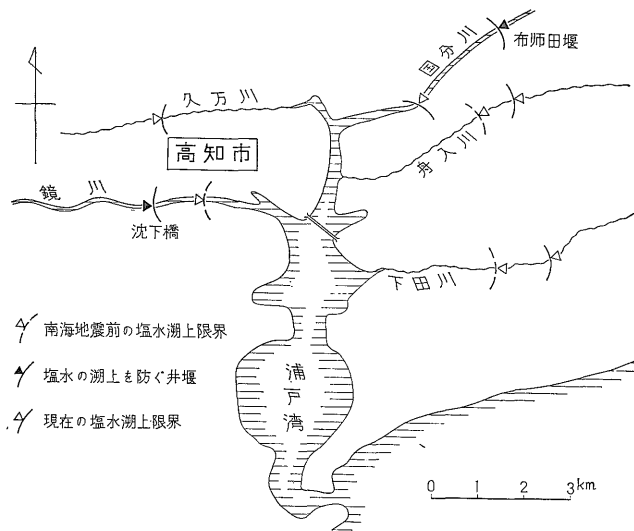 国分川
布师田堰
久万川
高知市
舟入川
鏡川
沈下橋
下田川
浦戸湾
南海地震前の塩水溯上限界
塩水の溯上を防ぐ井堰
現在の塩水溯上限界
0 1 2 3km